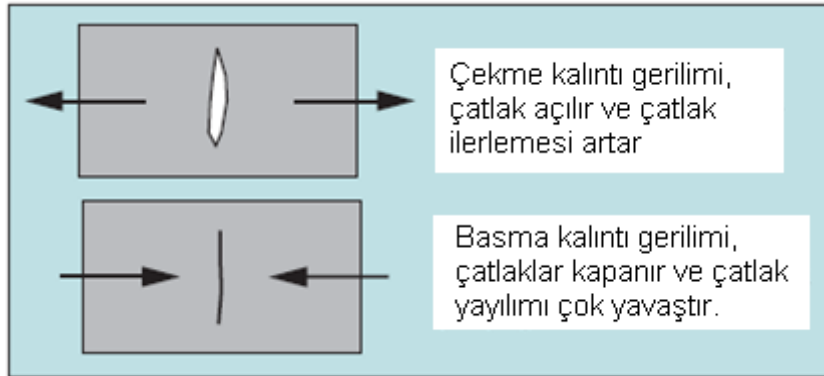 Çekme kalıntı gerilimi,
çatlak açılır ve çatlak
ilerlemesi artar
Basma kalıntı gerilimi,
çatlaklar kapanır ve çatlak
yayılımı çok yavaştır.